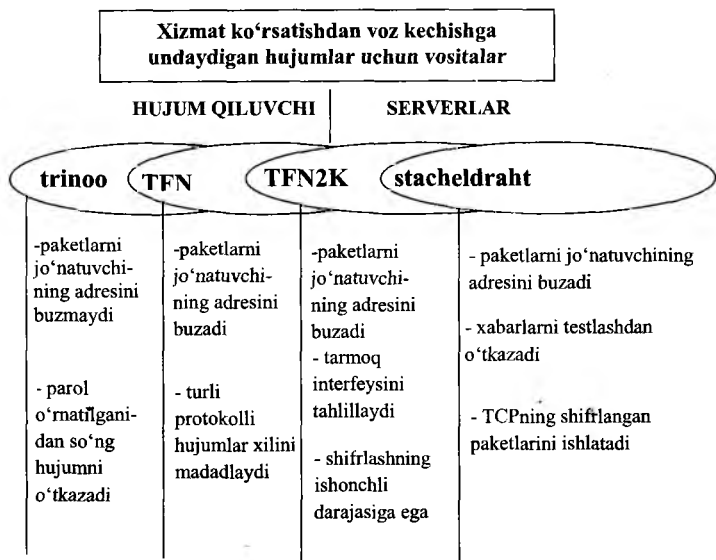 Xizmat ko‘rsatishdan voz kechishga
undaydigan hujumlar uchun vositalar
HUJUM QILUVCHI
SERVERLAR
trinoo
TFN
TFN2K
stacheldraht
-paketlarni
jo‘natuvchi-
ning adresini
buzmaydi
- parol
o‘rnatilgani-
dan so‘ng
hujumni
o‘tkazadi
-paketlarni
jo‘natuvchi-
ning adresini
buzadi
- turli
protokolli
hujumlar xilini
madadlaydi
-paketlarni
jo‘natuvchi-
ning adresini
buzadi
- tarmoq
interfeysini
tahlillaydi
- shifrlashning
ishonchli
darajasiga ega
- paketlarni jo‘natuvchining
adresini buzadi
- xabarlarni testlashdan
o‘tkazadi
- TCPning shifrlangan
paketlarini ishlatadi